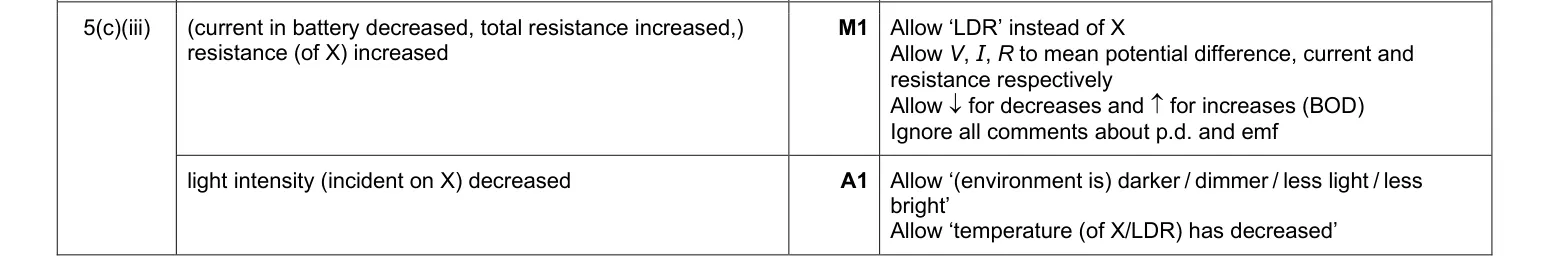 5(c)(iii)
(current in battery decreased, total resistance increased,)
resistance (of X) increased
M1
Allow ‘LDR’ instead of X
Allow V, I, R to mean potential difference, current and
resistance respectively
Allow ↓ for decreases and ↑ for increases (BOD)
Ignore all comments about p.d. and emf
light intensity (incident on X) decreased
A1
Allow ‘(environment is) darker / dimmer / less light / less
bright’
Allow ‘temperature (of X/LDR) has decreased’